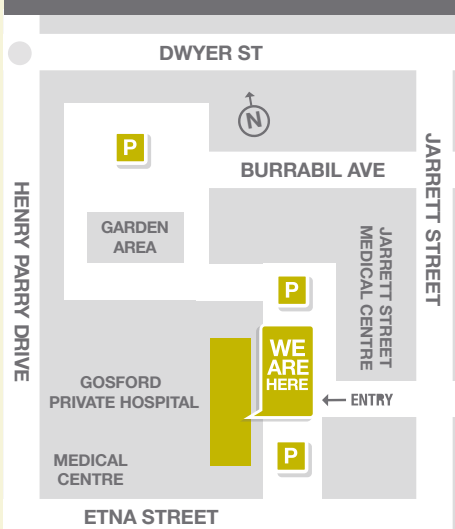 DWYER ST
N
P
BURRABIL AVE
JARRETT STREET
HENRY PARRY DRIVE
GARDEN
AREA
JARRETT STREET
MEDICAL CENTRE
P
WE
ARE
HERE
GOSFORD
PRIVATE HOSPITAL
ENTRY
MEDICAL
CENTRE
P
ETNA STREET